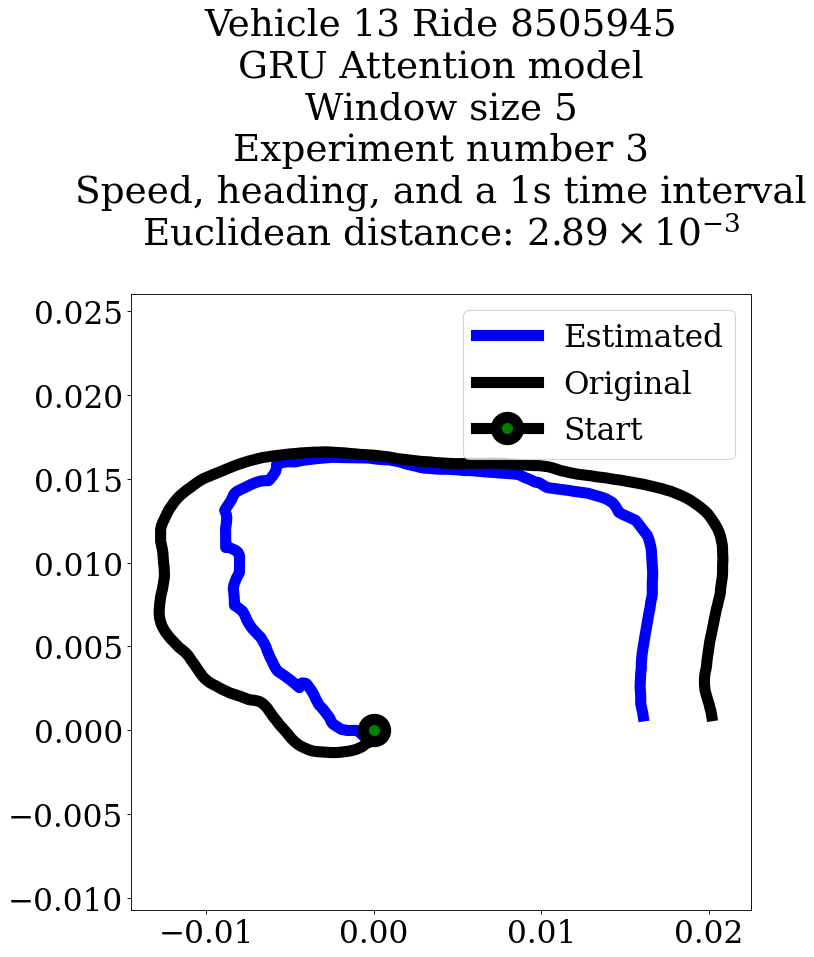 Vehicle 13 Ride 8505945
GRU Attention model
Window size 5
Experiment number 3
Speed, heading, and a 1s time interval
Euclidean distance: 2.89 × 10⁻³
Estimated
Original
Start
0.025
0.020
0.015
0.010
0.005
0.000
−0.005
−0.010
−0.01 0.00 0.01 0.02